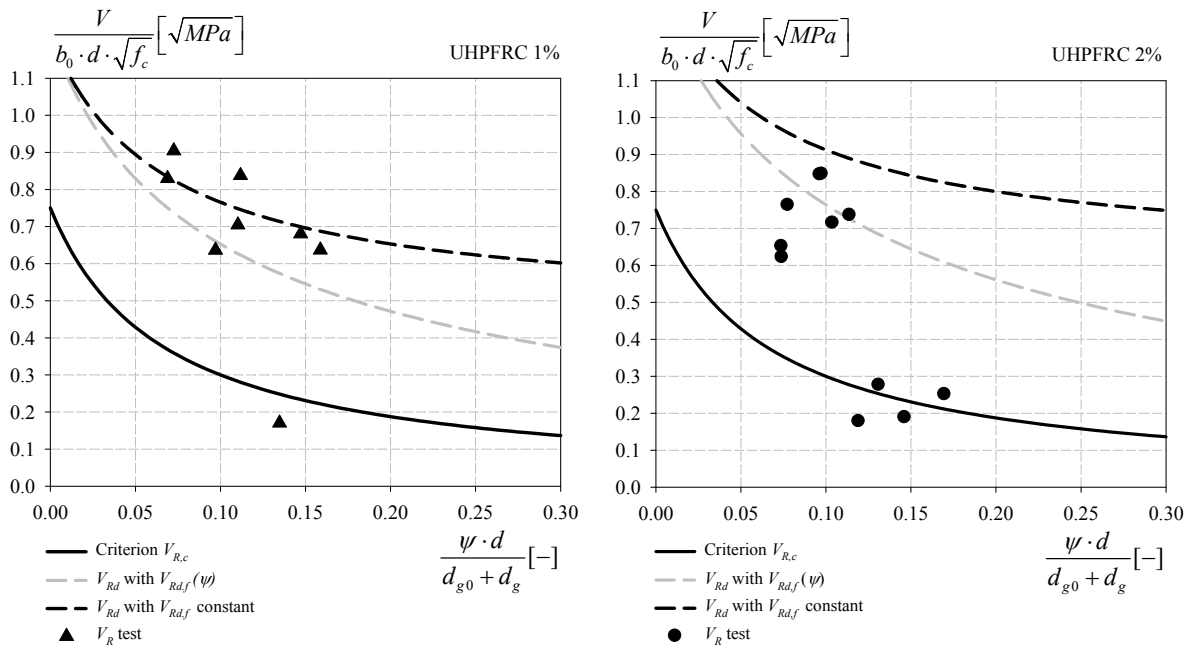 V
b₀ · d · √f_c [√MPa]
UHPFRC 1%
1.1
1.0
0.9
0.8
0.7
0.6
0.5
0.4
0.3
0.2
0.1
0.0
0.00 0.05 0.10 0.15 0.20 0.25 0.30
ψ · d
d_g0 + d_g [−]
Criterion V_R,c
V_Rd with V_Rd,f(ψ)
V_Rd with V_Rd,f constant
V_R test
V
b₀ · d · √f_c [√MPa]
UHPFRC 2%
1.1
1.0
0.9
0.8
0.7
0.6
0.5
0.4
0.3
0.2
0.1
0.0
0.00 0.05 0.10 0.15 0.20 0.25 0.30
ψ · d
d_g0 + d_g [−]
Criterion V_R,c
V_Rd with V_Rd,f(ψ)
V_Rd with V_Rd,f constant
V_R test